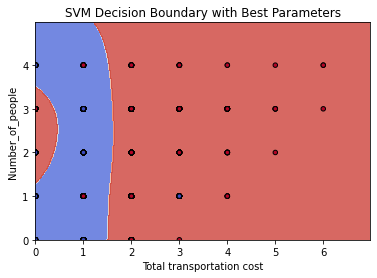 SVM Decision Boundary with Best Parameters
Number_of_people
4
3
2
1
0
0 1 2 3 4 5 6
Total transportation cost